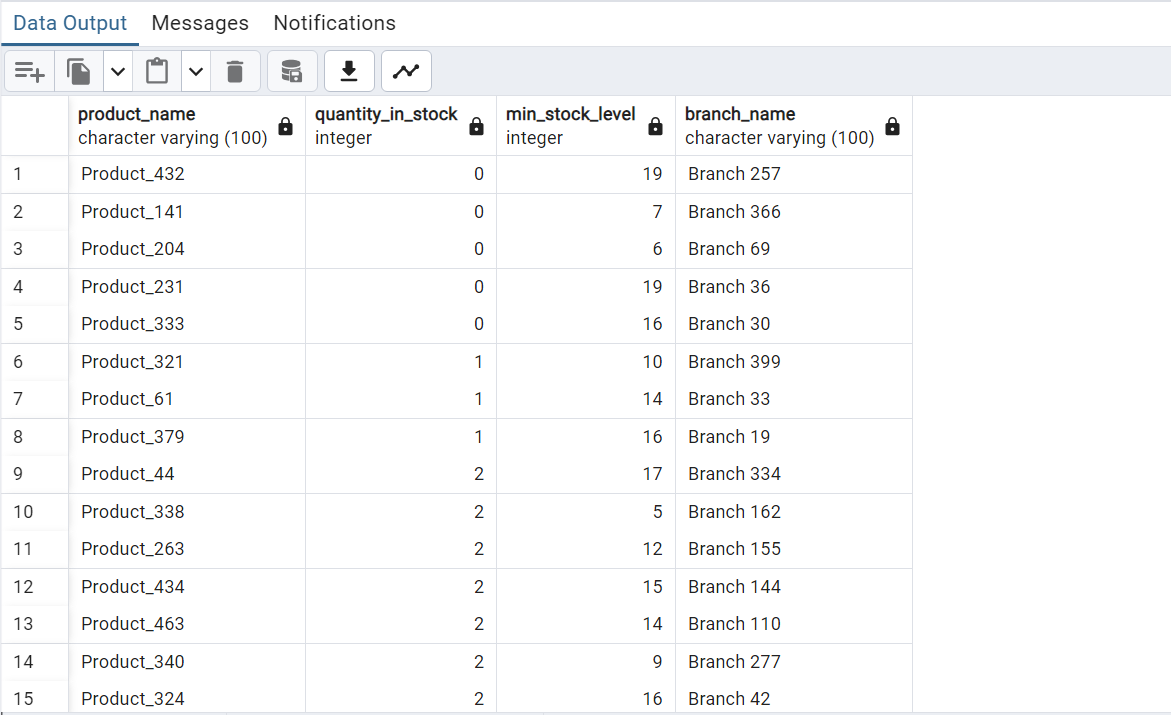 Data Output Messages Notifications
product_name quantity_in_stock min_stock_level branch_name
character varying (100) integer integer character varying (100)
1 Product_432 0 19 Branch 257
2 Product_141 0 7 Branch 366
3 Product_204 0 6 Branch 69
4 Product_231 0 19 Branch 36
5 Product_333 0 16 Branch 30
6 Product_321 1 10 Branch 399
7 Product_61 1 14 Branch 33
8 Product_379 1 16 Branch 19
9 Product_44 2 17 Branch 334
10 Product_338 2 5 Branch 162
11 Product_263 2 12 Branch 155
12 Product_434 2 15 Branch 144
13 Product_463 2 14 Branch 110
14 Product_340 2 9 Branch 277
15 Product_324 2 16 Branch 42